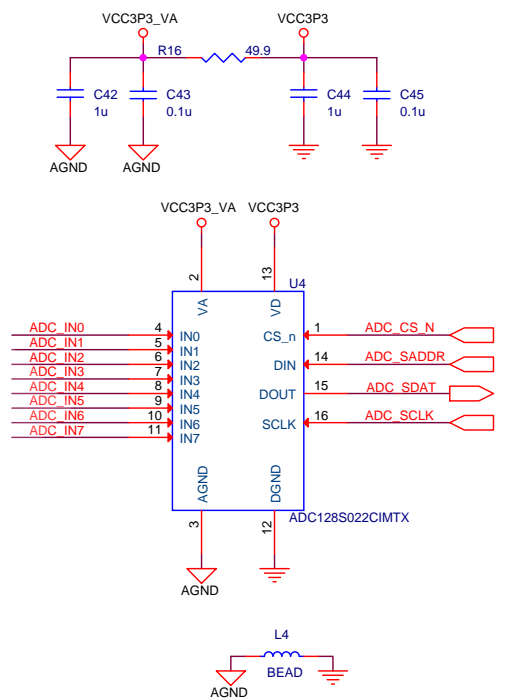 VCC3P3_VA VCC3P3
R16 49.9
C42 C43 C44 C45
1u 0.1u 1u 0.1u
AGND AGND
VCC3P3_VA VCC3P3
2 13
U4
VA VD
ADC_IN0 4 IN0 CS_n 1 ADC_CS_N
ADC_IN1 5 IN1
ADC_IN2 6 IN2 DIN 14 ADC_SADDR
ADC_IN3 7 IN3
ADC_IN4 8 IN4 DOUT 15 ADC_SDAT
ADC_IN5 9 IN5
ADC_IN6 10 IN6 SCLK 16 ADC_SCLK
ADC_IN7 11 IN7
AGND DGND
3 12
ADC128S022CIMTX
AGND
L4
BEAD
AGND